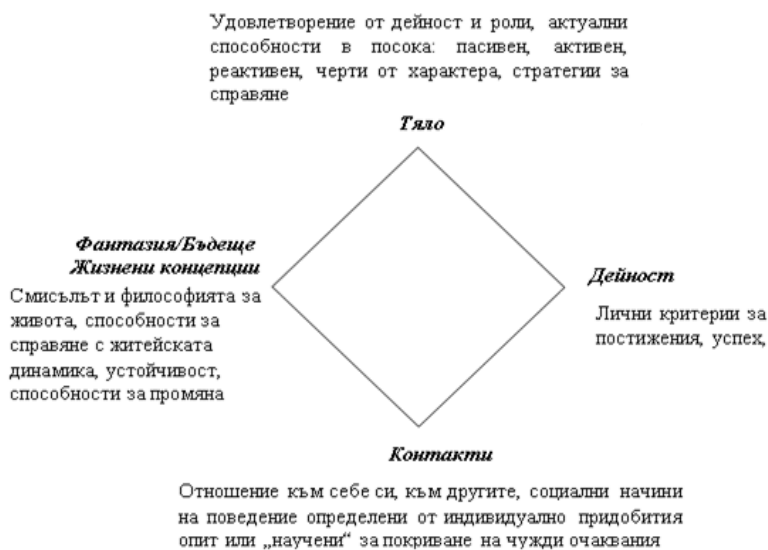 Удовлетворение от дейност и роли, актуални
способности в посока: пасивен, активен,
реактивен, черти от характера, стратегии за
справяне
Тяло
Фантазия/Бъдеще
Жизнени концепции
Смисълът и философията за
живота, способности за
справяне с житейската
динамика, устойчивост,
способности за промяна
Дейност
Лични критерии за
постижения, успех,
Контакти
Отношение към себе си, към другите, социални начини
на поведение определени от индивидуално придобития
опит или „научени“ за покриване на чужди очаквания